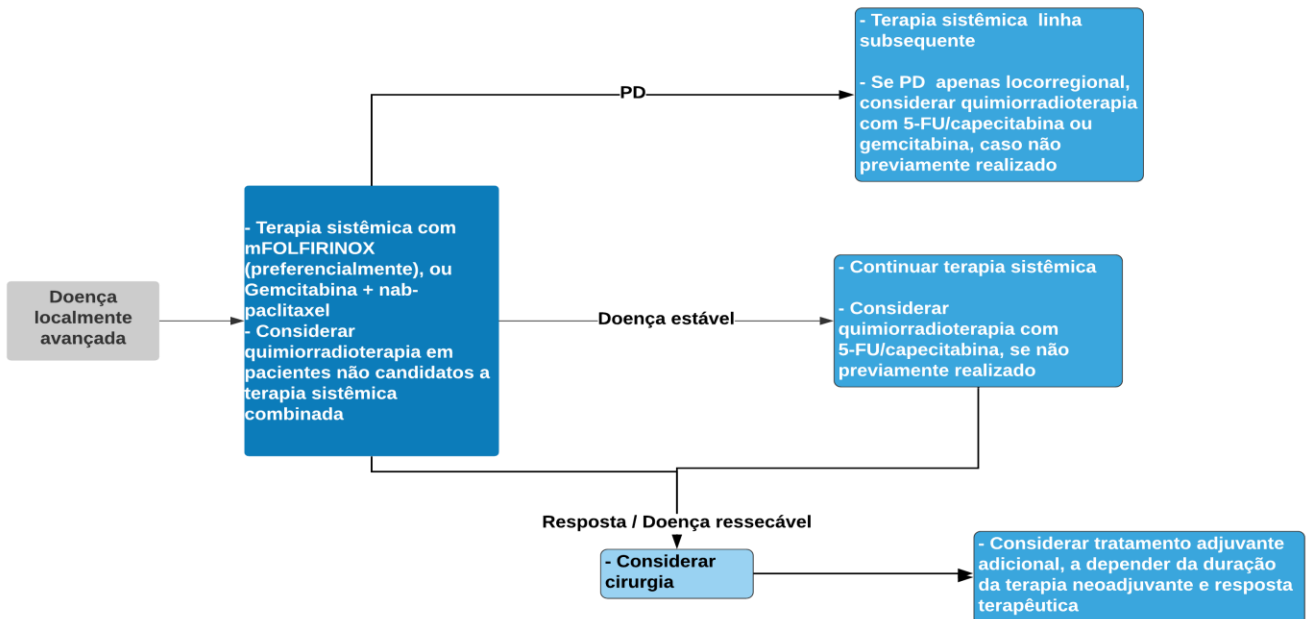 - Terapia sistêmica  linha
subsequente
- Se PD  apenas locorregional,
considerar quimiorradioterapia
com 5-FU/capecitabina ou
gemcitabina, caso não
previamente realizado
PD
- Terapia sistêmica com
mFOLFIRINOX
(preferencialmente), ou
Gemcitabina + nab-
paclitaxel
- Considerar
quimiorradioterapia em
pacientes não candidatos a
terapia sistêmica
combinada
Doença
localmente
avançada
Doença estável
- Continuar terapia sistêmica
- Considerar
quimiorradioterapia com
5-FU/capecitabina, se não
previamente realizado
Resposta / Doença ressecável
- Considerar
cirurgia
- Considerar tratamento adjuvante
adicional, a depender da duração
da terapia neoadjuvante e resposta
terapêutica